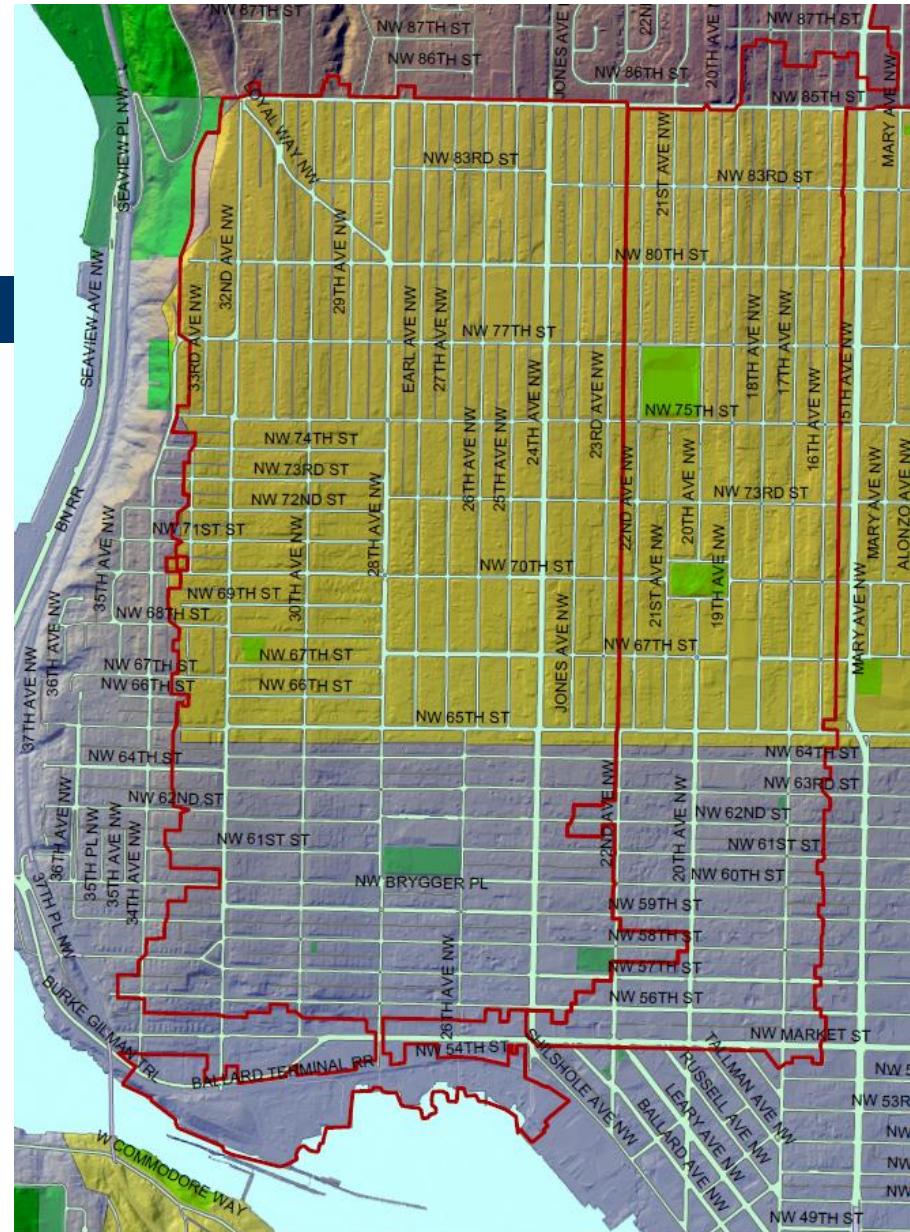 NW 87TH ST
NW 87TH ST
NW 87TH ST
JONES AVE N
22N
20TH AVE NW
NW 86TH ST
NW 86TH ST
NW 85TH ST
MARY AVE NW
SEAVIEW PL NW
LOYAL WAY NW
NW 83RD ST
NW 83RD ST
21ST AVE NW
32ND AVE NW
29TH AVE NW
NW 80TH ST
SEAVIEW AVE NW
33RD AVE NW
EARL AVE NW
27TH AVE NW
NW 77TH ST
24TH AVE NW
23RD AVE NW
18TH AVE NW
17TH AVE NW
16TH AVE NW
15TH AVE NW
NW 75TH ST
NW 74TH ST
NW 73RD ST
NW 72ND ST
26TH AVE NW
25TH AVE NW
22ND AVE NW
20TH AVE NW
NW 73RD ST
MARY AVE NW
ALONZO AVE NW
BN RR
35TH AVE NW
NW 71ST ST
28TH AVE NW
NW 70TH ST
30TH AVE NW
NW 69TH ST
NW 68TH ST
21ST AVE NW
19TH AVE NW
36TH AVE NW
NW 67TH ST
NW 67TH ST
NW 67TH ST
NW 66TH ST
NW 66TH ST
JONES AVE NW
MARY AVE NW
37TH AVE NW
NW 65TH ST
NW 64TH ST
NW 64TH ST
NW 63RD ST
NW 62ND ST
NW 62ND ST
36TH AVE NW
35TH PL NW
35TH AVE NW
34TH AVE NW
NW 61ST ST
22ND AVE NW
20TH AVE NW
NW 61ST ST
NW 60TH ST
NW BRYGGER PL
NW 59TH ST
37TH PL NW
NW 58TH ST
26TH AVE NW
NW 57TH ST
NW 56TH ST
BURKE GILMAN TRL
NW MARKET ST
BALLARD TERMINAL RR
NW 54TH ST
SHILSHOLE AVE NW
TALLMAN AVE NW
RUSSELL AVE NW
LEARY AVE NW
BALLARD AVE NW
NW 5
NW 53R
NW
NW
NW
W COMMODORE WAY
NW 49TH ST